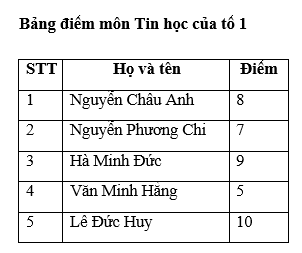 Bảng điểm môn Tin học của tổ 1
STT Họ và tên Điểm
1 Nguyễn Châu Anh 8
2 Nguyễn Phương Chi 7
3 Hà Minh Đức 9
4 Văn Minh Hằng 5
5 Lê Đức Huy 10